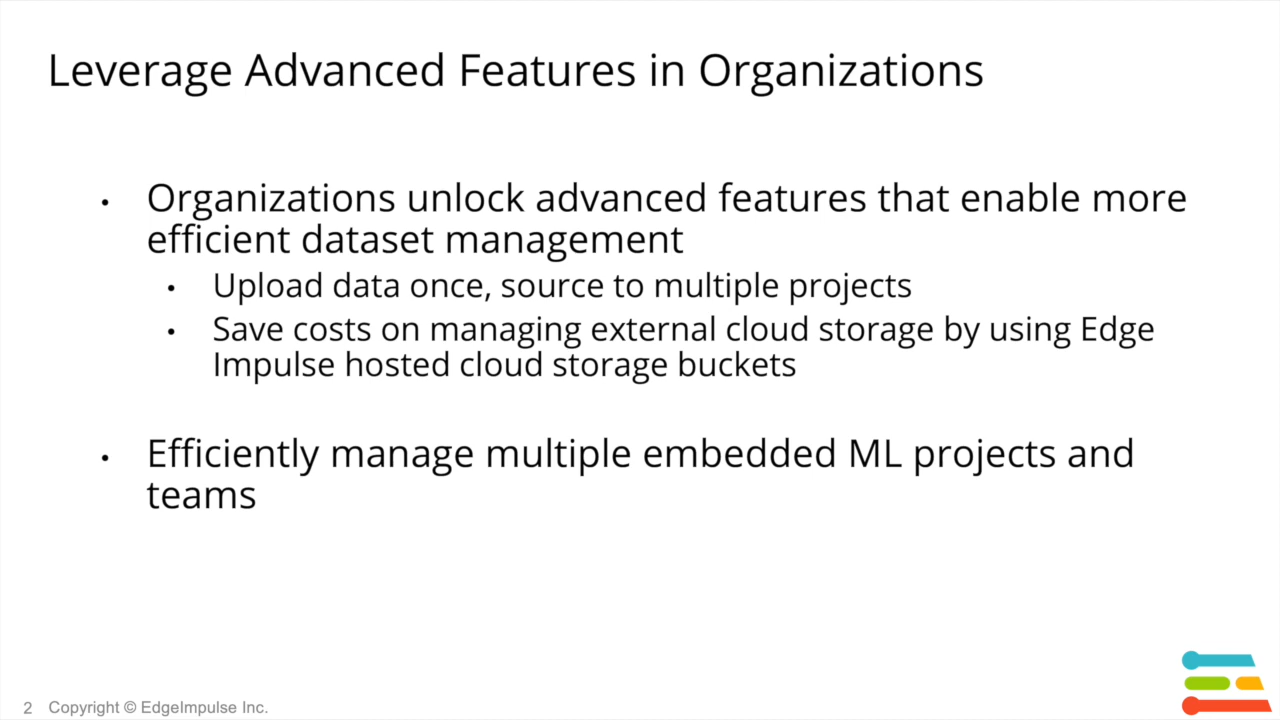 Leverage Advanced Features in Organizations
• Organizations unlock advanced features that enable more
efficient dataset management
• Upload data once, source to multiple projects
• Save costs on managing external cloud storage by using Edge
Impulse hosted cloud storage buckets
• Efficiently manage multiple embedded ML projects and
teams
2 Copyright © EdgeImpulse Inc.